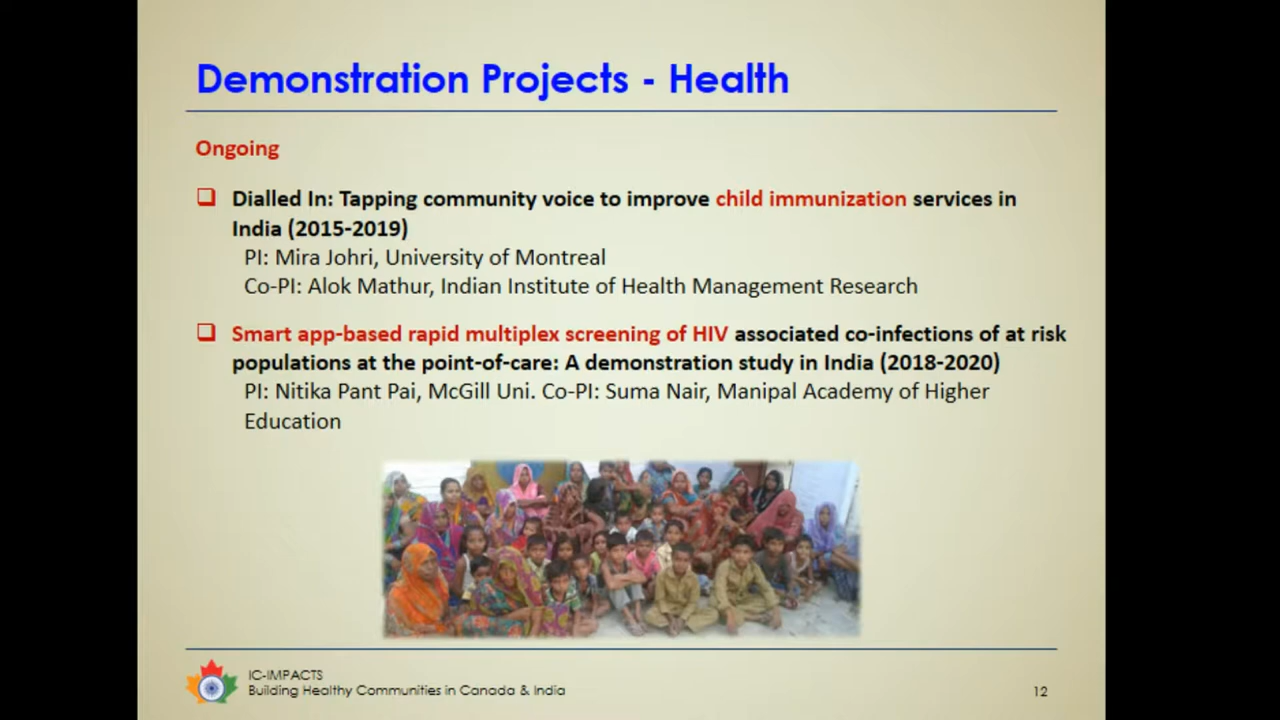 Demonstration Projects - Health
Ongoing
Dialled In: Tapping community voice to improve child immunization services in
India (2015-2019)
PI: Mira Johri, University of Montreal
Co-PI: Alok Mathur, Indian Institute of Health Management Research
Smart app-based rapid multiplex screening of HIV associated co-infections of at risk
populations at the point-of-care: A demonstration study in India (2018-2020)
PI: Nitika Pant Pai, McGill Uni. Co-PI: Suma Nair, Manipal Academy of Higher
Education
IC-IMPACTS
Building Healthy Communities in Canada & India
12